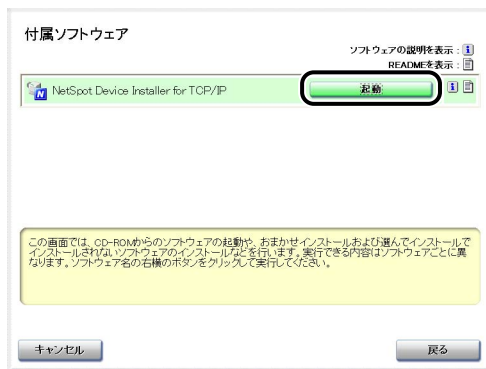 付属ソフトウェア
ソフトウェアの説明を表示 :
READMEを表示 :
NetSpot Device Installer for TCP/IP
起動
この画面では、CD-ROMからのソフトウェアの起動や、おまかせインストールおよび選んでインストールで
インストールされないソフトウェアのインストールなどを行います。実行できる内容はソフトウェアごとに異
なります。ソフトウェア名の右横のボタンをクリックして実行してください。
キャンセル
戻る